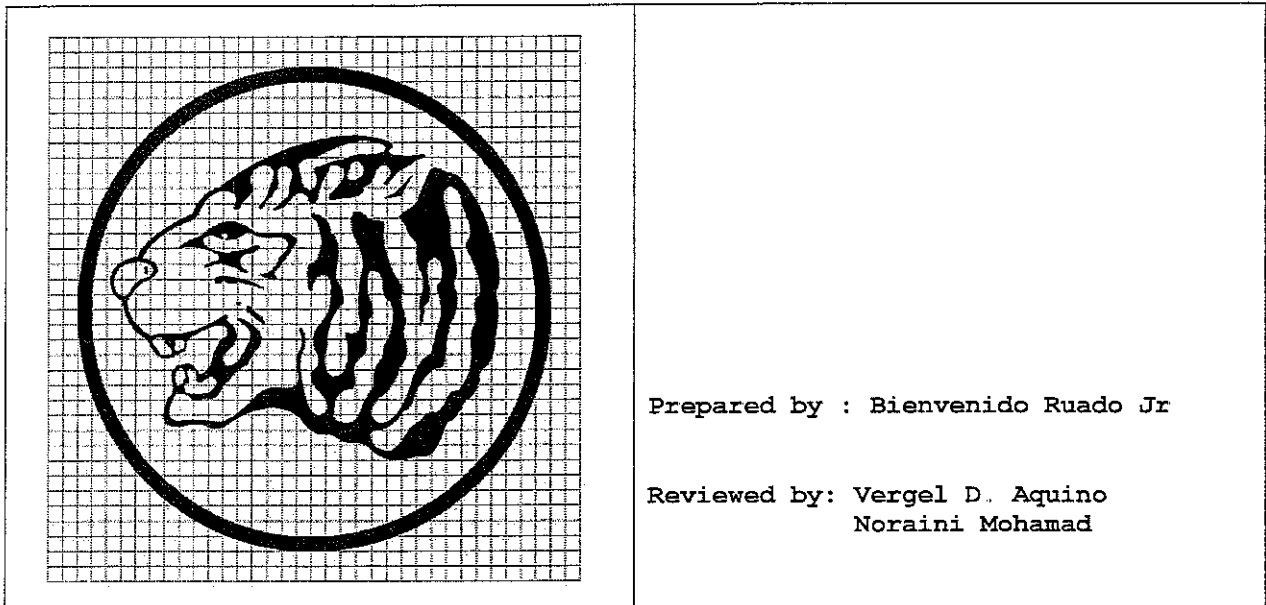 Prepared by : Bienvenido Ruado Jr
Reviewed by: Vergel D. Aquino
Noraini Mohamad